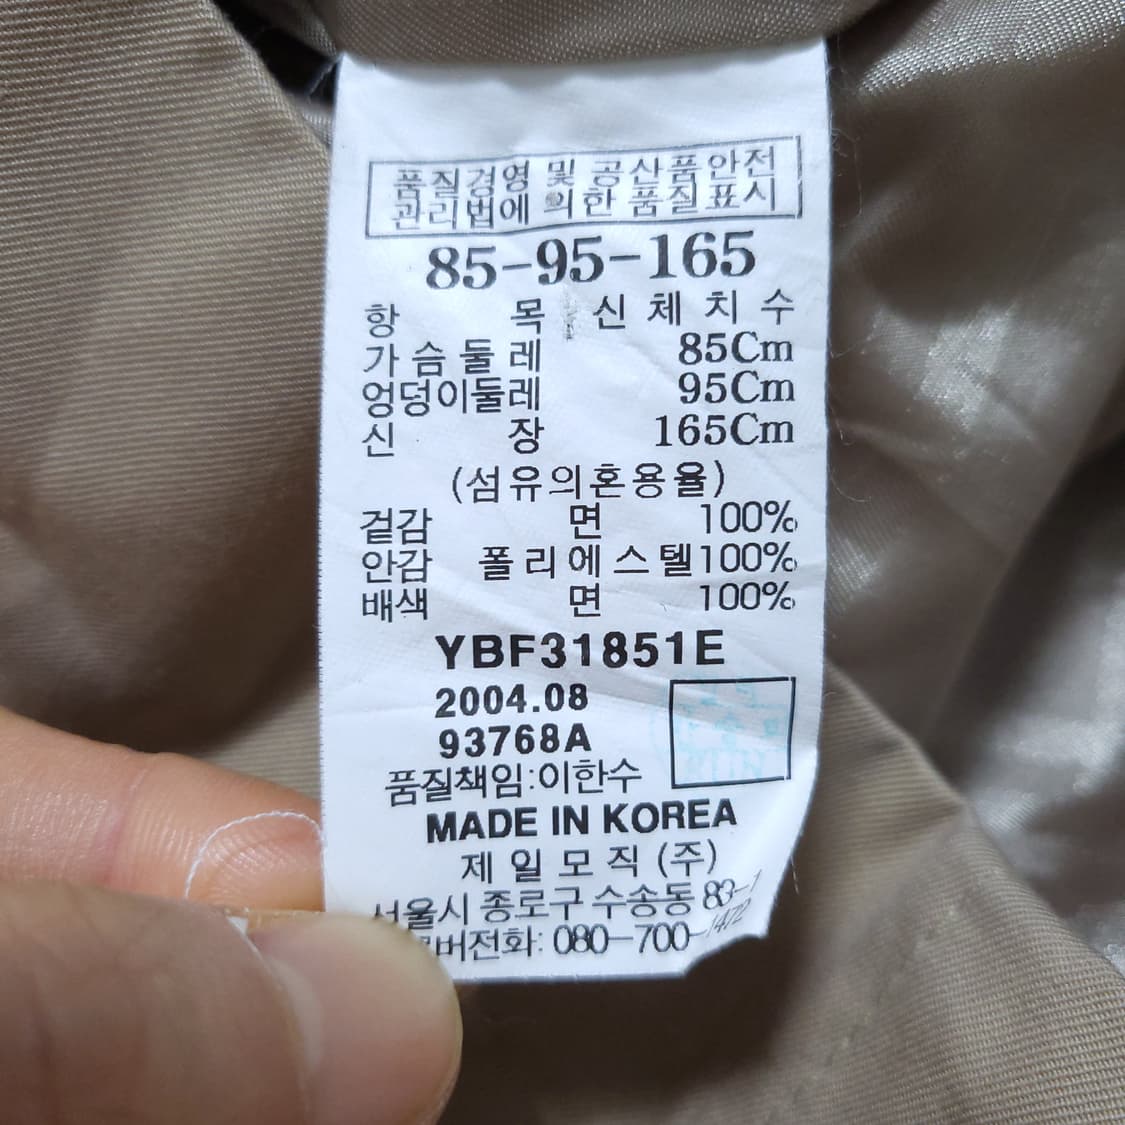 품질경영 및 공산품안전
관리법에 의한 품질표시
85-95-165
항 목 신체치수
가슴둘레 85Cm
엉덩이둘레 95Cm
신 장 165Cm
(섬유의혼용율)
겉감 면 100%
안감 폴리에스텔100%
배색 면 100%
YBF31851E
2004.08
93768A
품질책임:이한수
MADE IN KOREA
제일모직(주)
서울시 종로구 수송동 83-1
080-700-1472